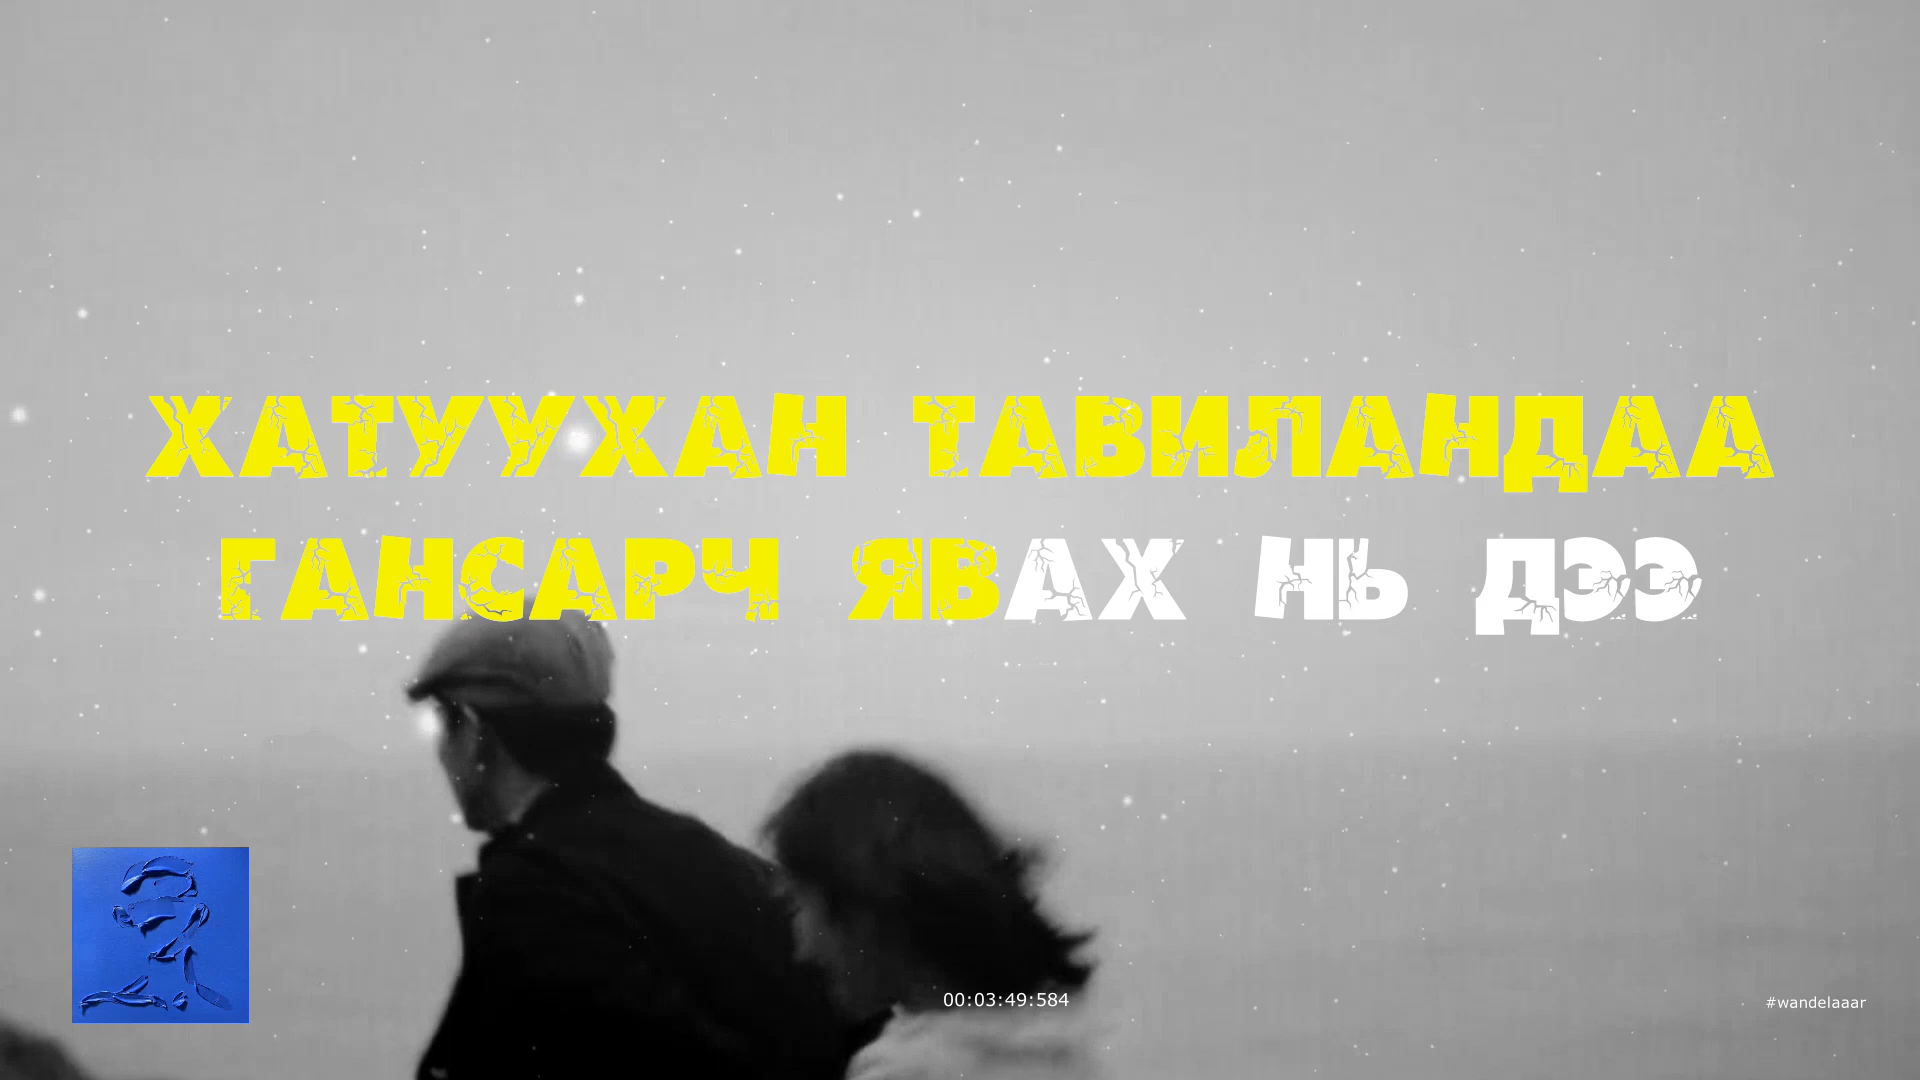 ХАТУУХАН ТАВИЛАНДАА
ГАНСАРЧ ЯВАХ НЬ ДЭЭ
00:03:49:584
#wandelaaar